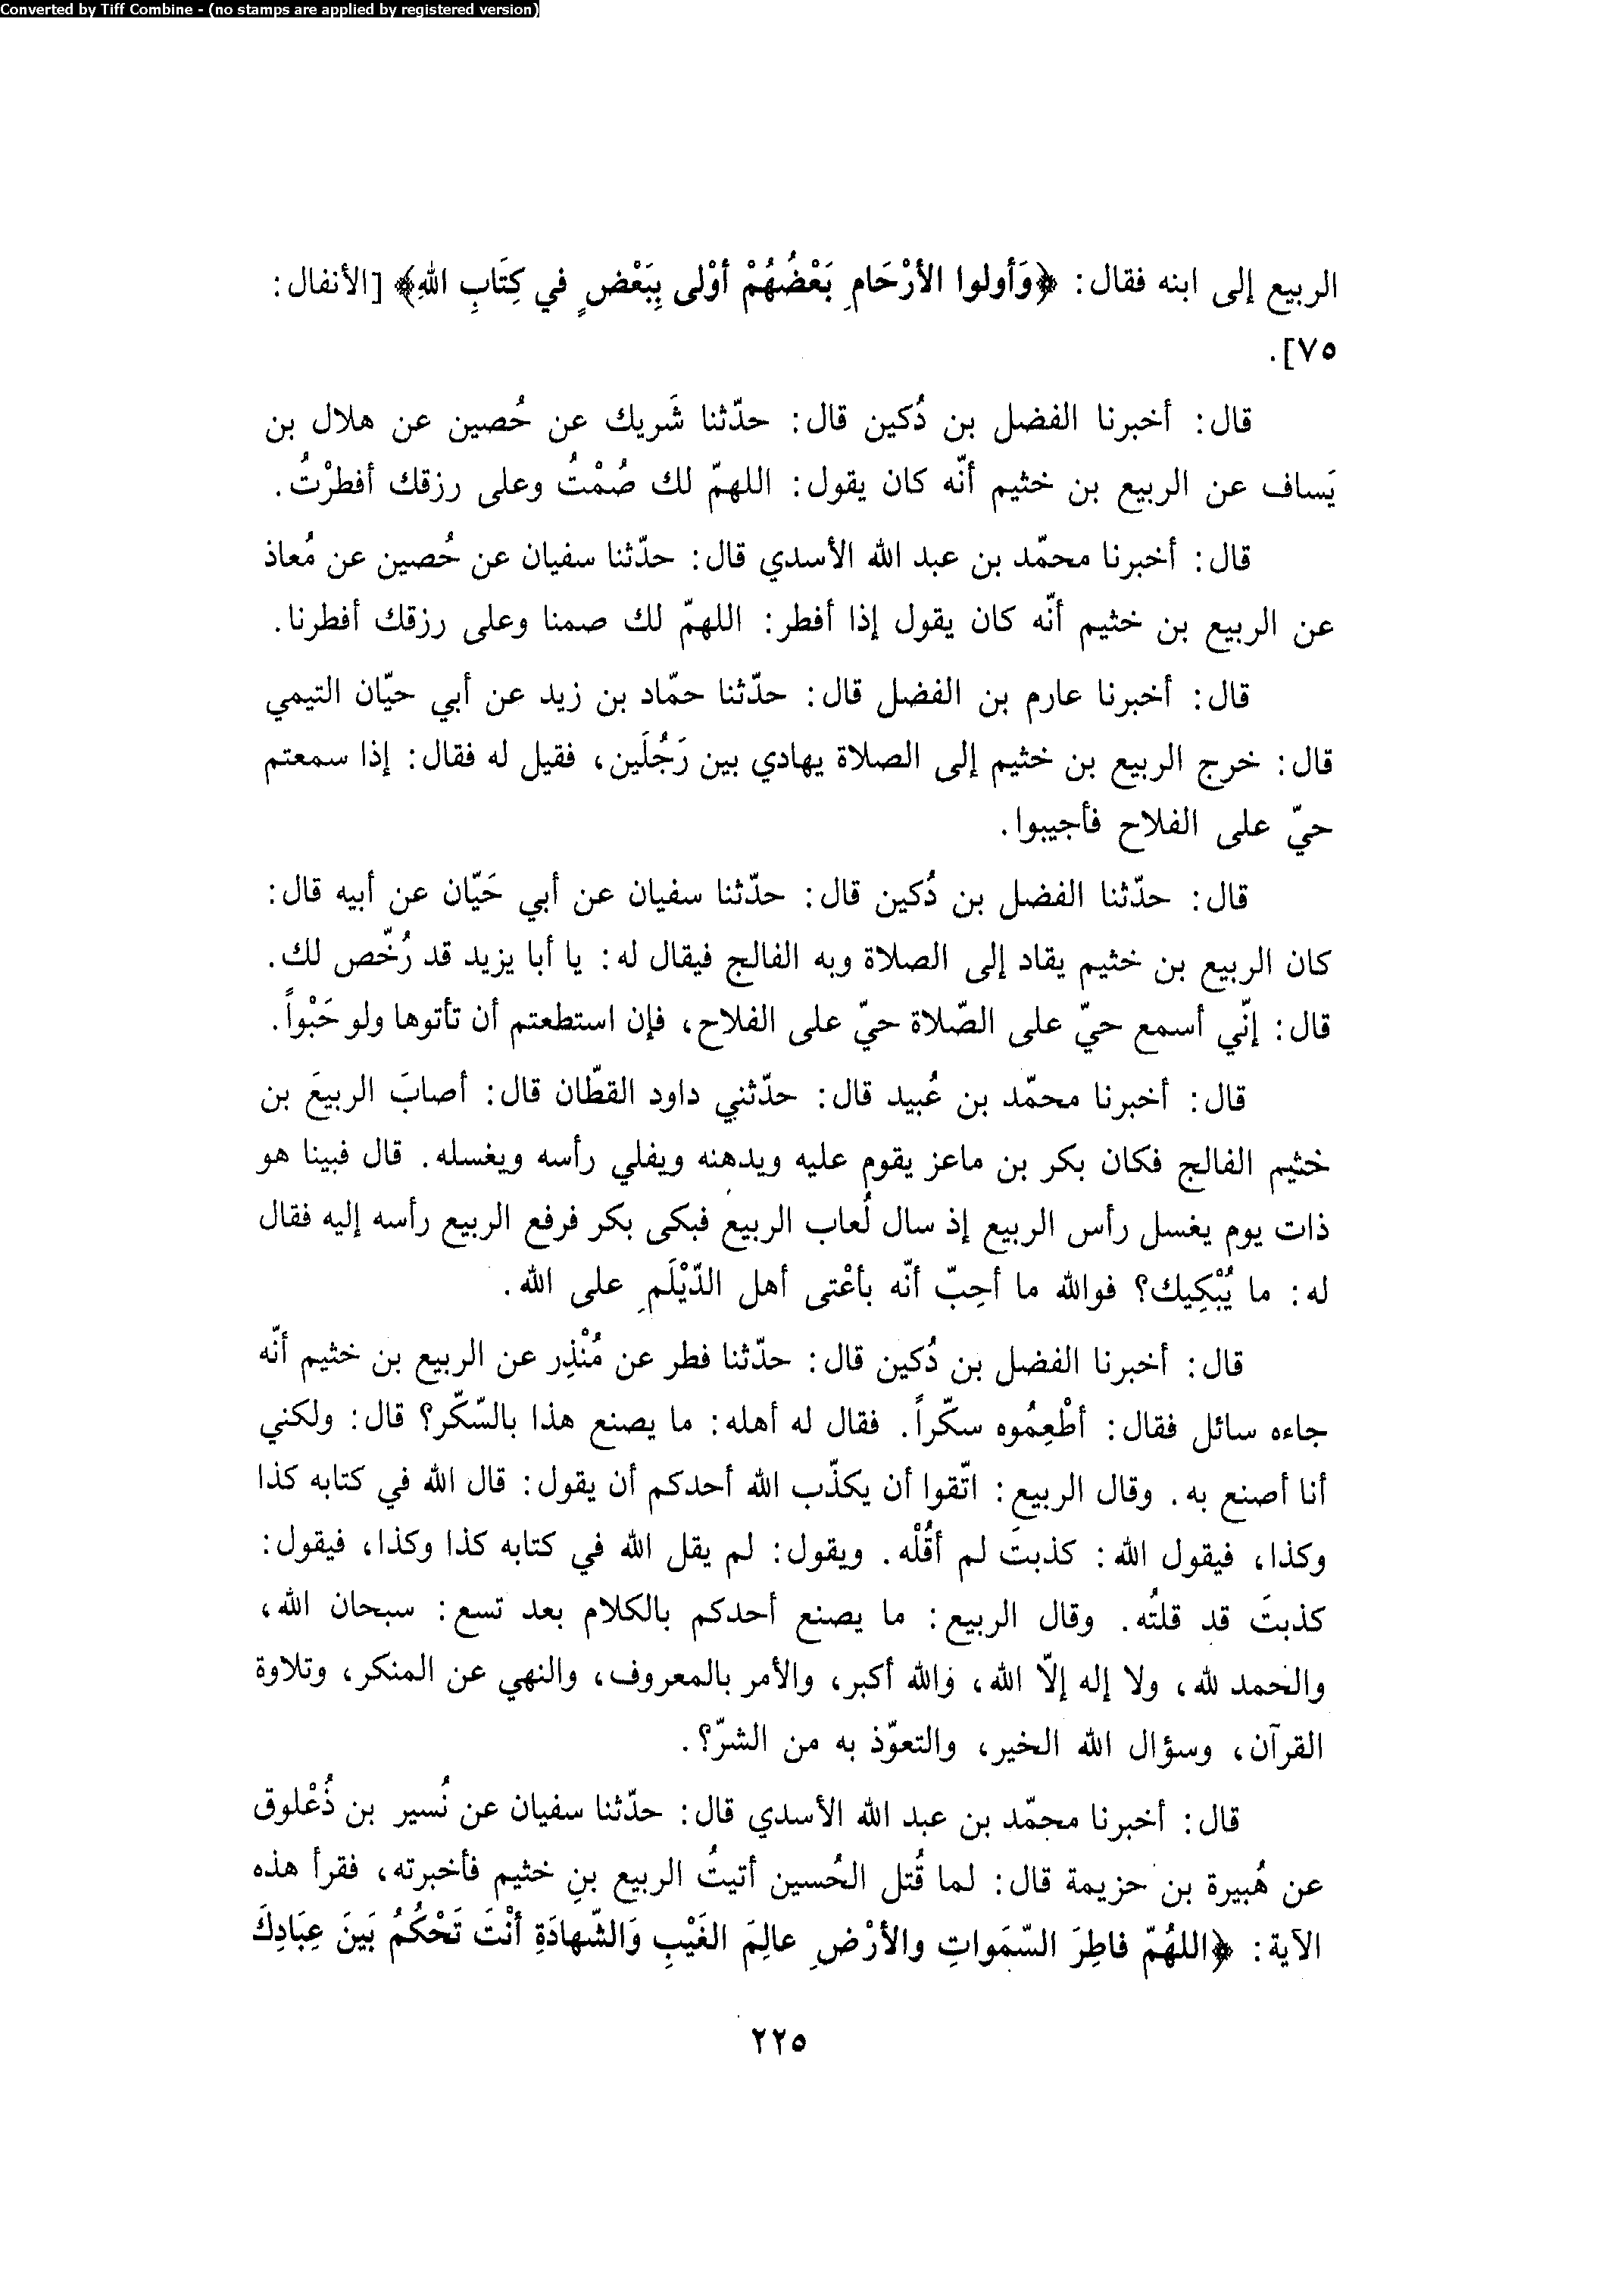 Converted by Tiff Combine - (no stamps are applied by registered version)
الربيع إلى ابنه فقال: ﴿وَأولوا الأرْحَامِ بَعْضُهُمْ أوْلى بِبَعْضٍ في كِتَابِ اللهِ﴾ [الأنفال:
٧٥].
قال: أخبرنا الفضل بن دُكين قال: حدّثنا شَريك عن حُصين عن هلال بن
يَساف عن الربيع بن خثيم أنّه كان يقول: اللهمّ لك صُمْتُ وعلى رزقك أفطرْتُ.
قال: أخبرنا محمّد بن عبد الله الأسدي قال: حدّثنا سفيان عن حُصين عن مُعاذ
عن الربيع بن خثيم أنّه كان يقول إذا أفطر: اللهمّ لك صمنا وعلى رزقك أفطرنا.
قال: أخبرنا عارم بن الفضل قال: حدّثنا حمّاد بن زيد عن أبي حيّان التيمي
قال: خرج الربيع بن خثيم إلى الصلاة يهادي بين رَجُلَين، فقيل له فقال: إذا سمعتم
حيّ على الفلاح فأجيبوا.
قال: حدّثنا الفضل بن دُكين قال: حدّثنا سفيان عن أبي حَيّان عن أبيه قال:
كان الربيع بن خثيم يقاد إلى الصلاة وبه الفالج فيقال له: يا أبا يزيد قد رُخّص لك.
قال: إنّي أسمع حيّ على الصّلاة حيّ على الفلاح، فإن استطعتم أن تأتوها ولو حَبْواً.
قال: أخبرنا محمّد بن عُبيد قال: حدّثني داود القطّان قال: أصابَ الربيعَ بن
خثيم الفالج فكان بكر بن ماعز يقوم عليه ويدهنه ويفلي رأسه ويغسله. قال فبينا هو
ذات يوم يغسل رأس الربيع إذ سال لُعاب الربيع فبكى بكر فرفع الربيع رأسه إليه فقال
له: ما يُبْكِيك؟ فوالله ما أحِبّ أنّه بأعْتى أهل الدّيْلَمِ على الله.
قال: أخبرنا الفضل بن دُكين قال: حدّثنا فطر عن مُنْذِر عن الربيع بن خثيم أنّه
جاءه سائل فقال: أطْعِمُوه سكّراً. فقال له أهله: ما يصنع هذا بالسّكّر؟ قال: ولكني
أنا أصنع به. وقال الربيع: اتّقوا أن يكذّب الله أحدكم أن يقول: قال الله في كتابه كذا
وكذا، فيقول الله: كذبتَ لم أقُلْه. ويقول: لم يقل الله في كتابه كذا وكذا، فيقول:
كذبتَ قد قلتُه. وقال الربيع: ما يصنع أحدكم بالكلام بعد تسع: سبحان الله،
والحمد لله، ولا إله إلّا الله، والله أكبر، والأمر بالمعروف، والنهي عن المنكر، وتلاوة
القرآن، وسؤال الله الخير، والتعوّذ به من الشرّ؟.
قال: أخبرنا محمّد بن عبد الله الأسدي قال: حدّثنا سفيان عن نُسير بن ذُعْلوق
عن هُبيرة بن حزيمة قال: لما قُتل الحُسين أتيتُ الربيع بنِ خثيم فأخبرته، فقرأ هذه
الآية: ﴿اللهُمّ فاطِرَ السّمَواتِ والأرْضِ عالِمَ الغَيْبِ وَالشّهادَةِ أنْتَ تَحْكُمُ بَينَ عِبَادِكَ
٢٢٥